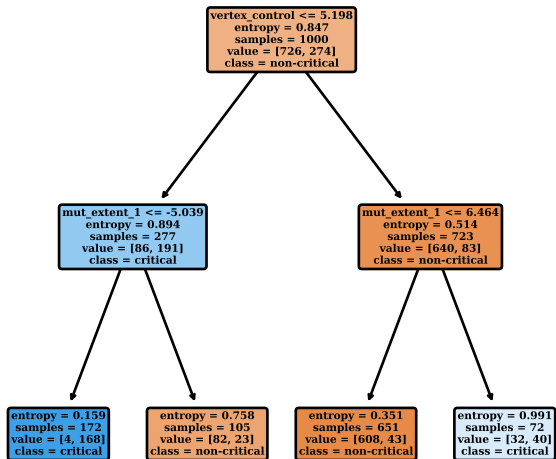 vertex_control <= 5.198
entropy = 0.847
samples = 1000
value = [726, 274]
class = non-critical
mut_extent_1 <= -5.039
entropy = 0.894
samples = 277
value = [86, 191]
class = critical
mut_extent_1 <= 6.464
entropy = 0.514
samples = 723
value = [640, 83]
class = non-critical
entropy = 0.159
samples = 172
value = [4, 168]
class = critical
entropy = 0.758
samples = 105
value = [82, 23]
class = non-critical
entropy = 0.351
samples = 651
value = [608, 43]
class = non-critical
entropy = 0.991
samples = 72
value = [32, 40]
class = critical